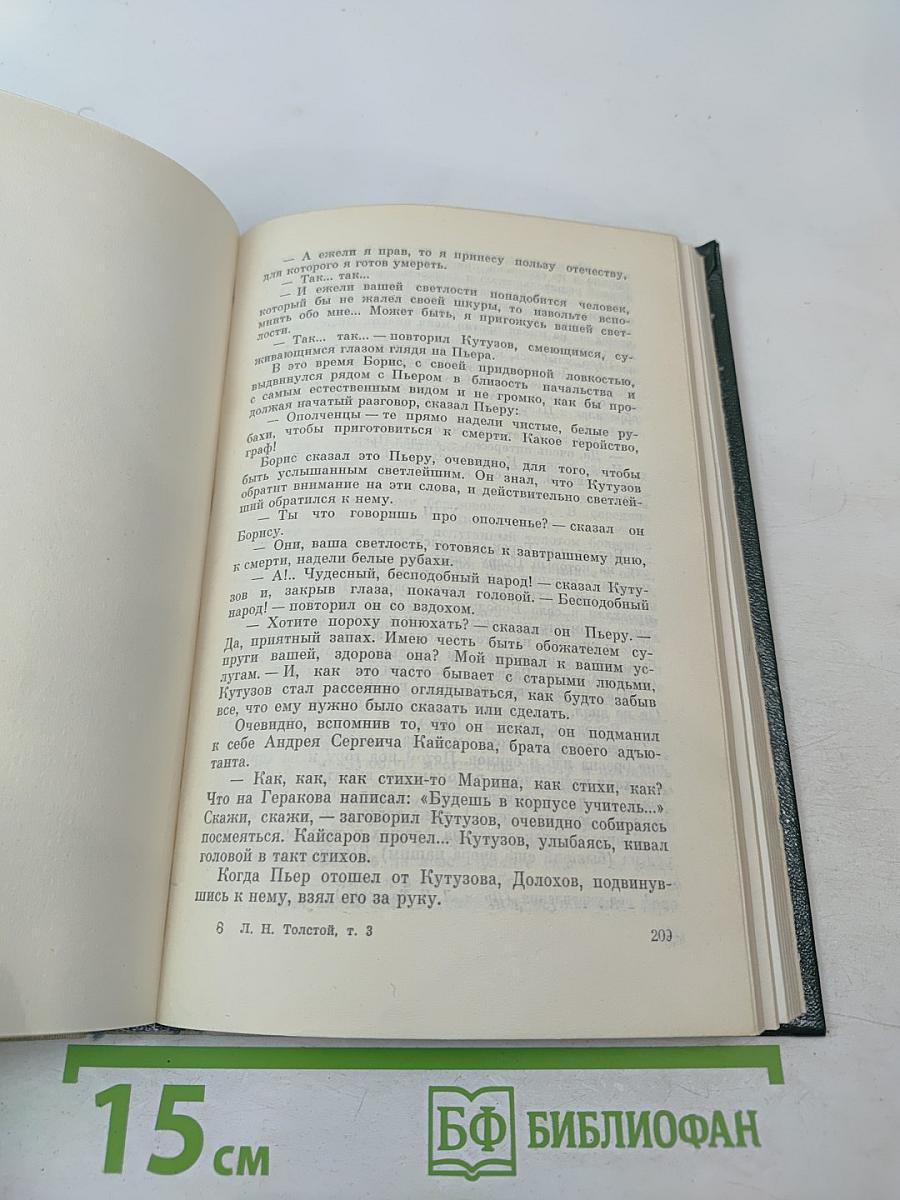 — А ежели я прав, то я принесу пользу отечеству,
для которого я готов умереть.
— Так... так...
— И ежели вашей светлости понадобится человек,
который бы не жалел своей шкуры, то извольте вспо-
мнить обо мне... Может быть, я пригожусь вашей свет-
лости.
— Так... так... — повторил Кутузов, смеющимся, су-
живающимся глазом глядя на Пьера.
В это время Борис, с своей придворной ловкостью,
выдвинулся рядом с Пьером в близость начальства и
с самым естественным видом и не громко, как бы про-
должая начатый разговор, сказал Пьеру:
— Ополченцы — те прямо надели чистые, белые ру-
бахи, чтобы приготовиться к смерти. Какое геройство,
граф!
Борис сказал это Пьеру, очевидно, для того, чтобы
быть услышанным светлейшим. Он знал, что Кутузов
обратит внимание на эти слова, и действительно светлей-
ший обратился к нему.
— Ты что говоришь про ополченье? — сказал он
Борису.
— Они, ваша светлость, готовясь к завтрашнему дню,
к смерти, надели белые рубахи.
— А!.. Чудесный, бесподобный народ! — сказал Куту-
зов и, закрыв глаза, покачал головой. — Бесподобный
народ! — повторил он со вздохом.
— Хотите пороху понюхать? — сказал он Пьеру. —
Да, приятный запах. Имею честь быть обожателем су-
пруги вашей, здорова она? Мой привал к вашим ус-
лугам. — И, как это часто бывает с старыми людьми,
Кутузов стал рассеянно оглядываться, как будто забыв
все, что ему нужно было сказать или сделать.
Очевидно, вспомнив то, что он искал, он подманил
к себе Андрея Сергеича Кайсарова, брата своего адъю-
танта.
— Как, как, как стихи-то Марина, как стихи, как?
Что на Геракова написал: «Будешь в корпусе учитель...»
Скажи, скажи, — заговорил Кутузов, очевидно собираясь
посмеяться. Кайсаров прочел... Кутузов, улыбаясь, кивал
головой в такт стихов.
Когда Пьер отошел от Кутузова, Долохов, подвинув-
шись к нему, взял его за руку.
6 Л. Н. Толстой, т. 3
209
15 см
БФ БИБЛИОФАН